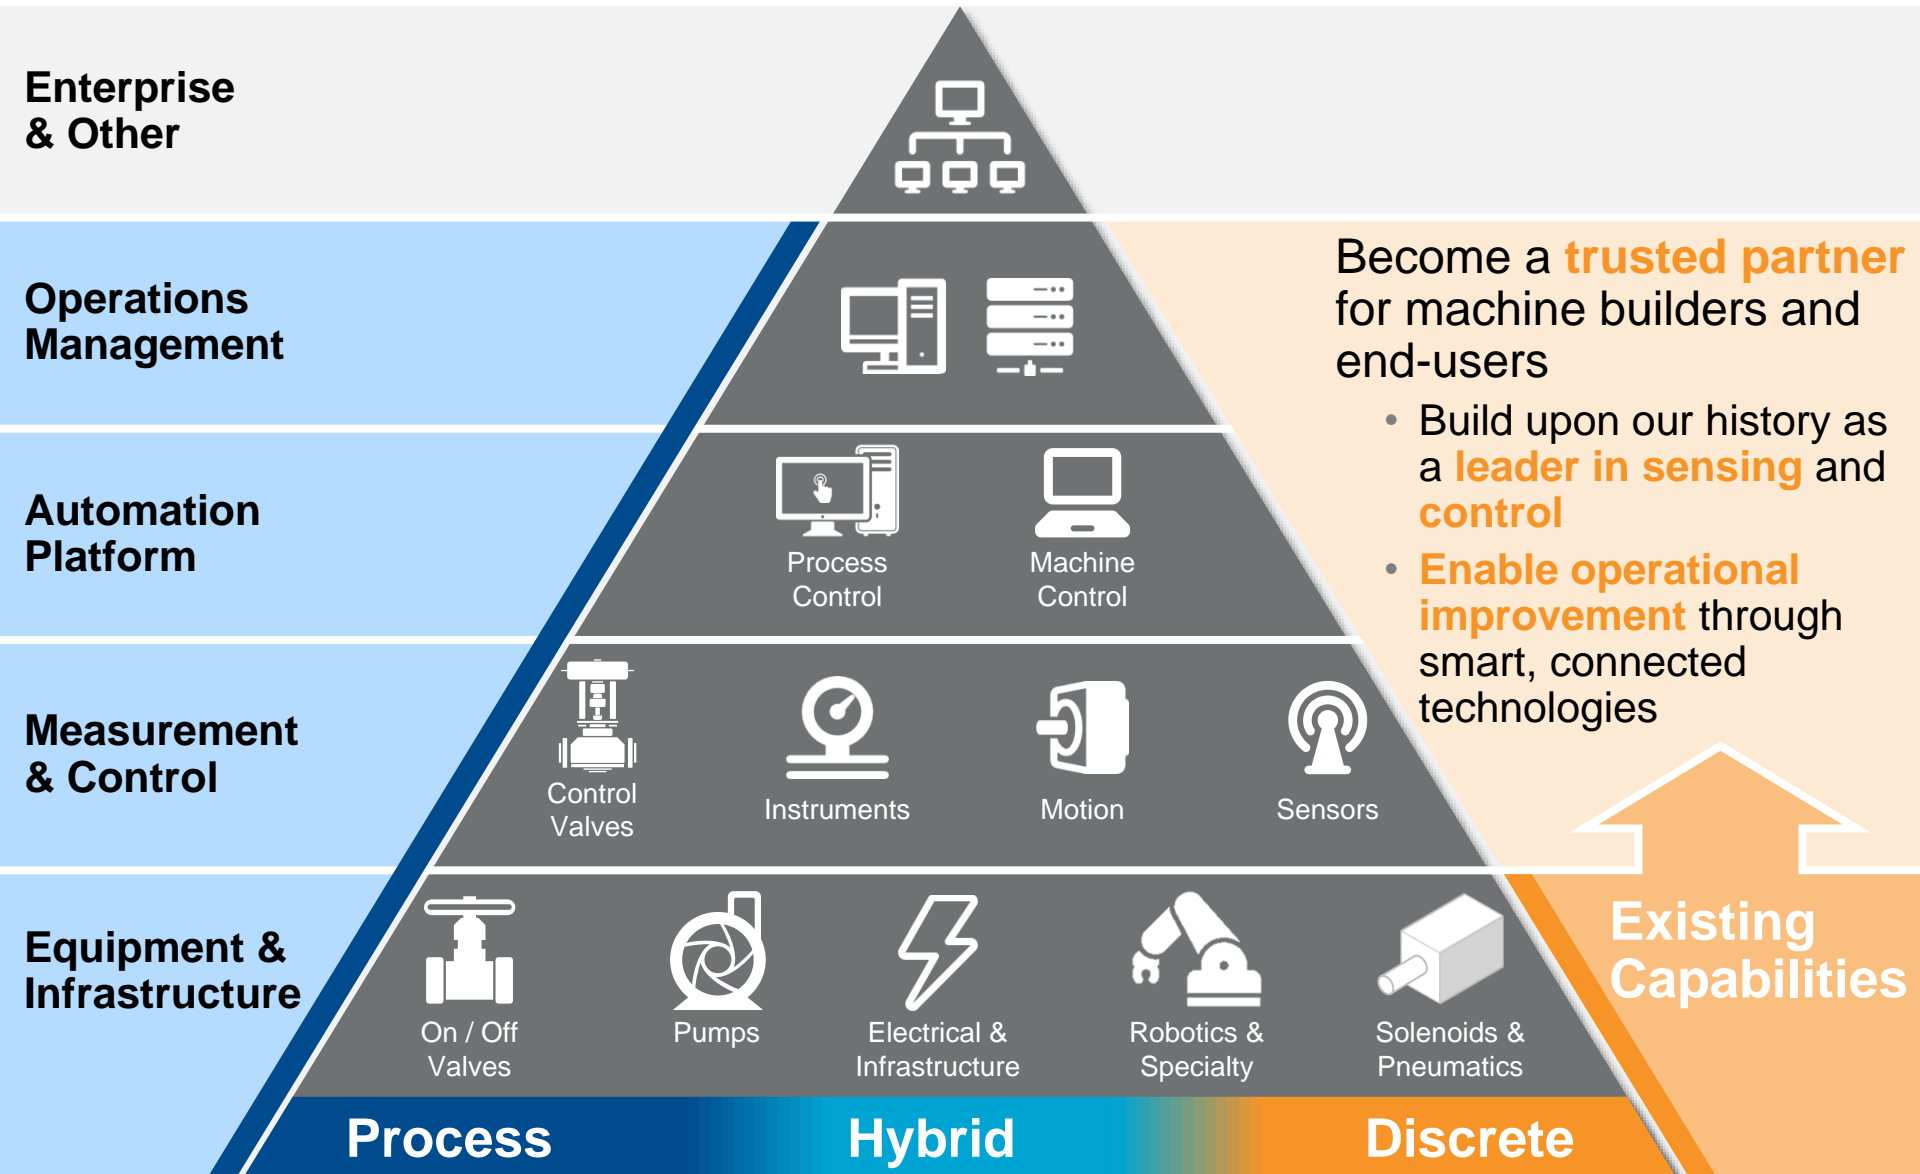 Enterprise
& Other
Operations
Management
Become a trusted partner
for machine builders and
end-users
• Build upon our history as
a leader in sensing and
control
• Enable operational
improvement through
smart, connected
technologies
Automation
Platform
Process
Control
Machine
Control
Measurement
& Control
Control
Valves
Instruments
Motion
Sensors
Equipment &
Infrastructure
On / Off
Valves
Pumps
Electrical &
Infrastructure
Robotics &
Specialty
Solenoids &
Pneumatics
Existing
Capabilities
Process
Hybrid
Discrete